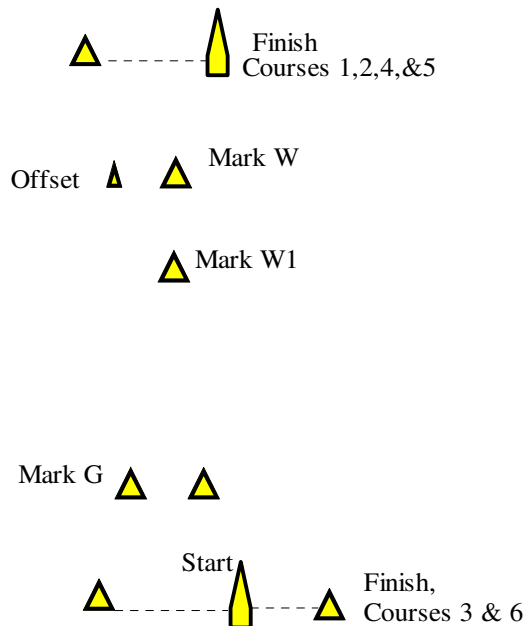 Finish
Courses 1,2,4,&5
Mark W
Offset
Mark W1
Mark G
Start
Finish,
Courses 3 & 6